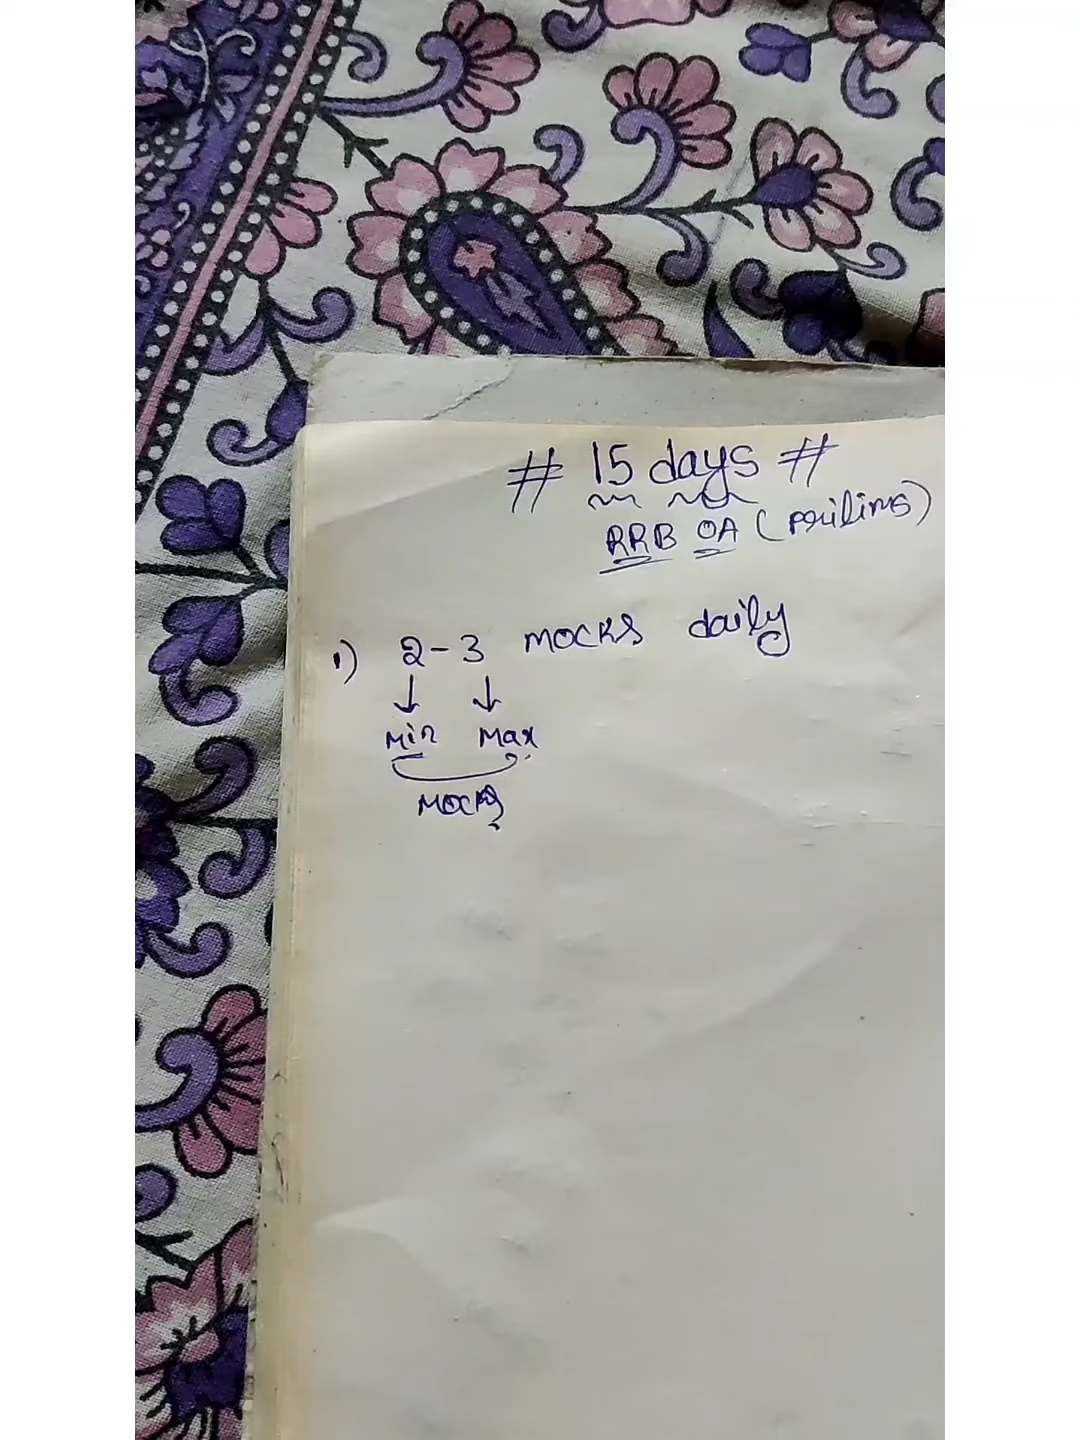 # 15 days #
RRB OA (prilims)
1) 2-3 mocks daily
↓ ↓
Min Max
Mocks